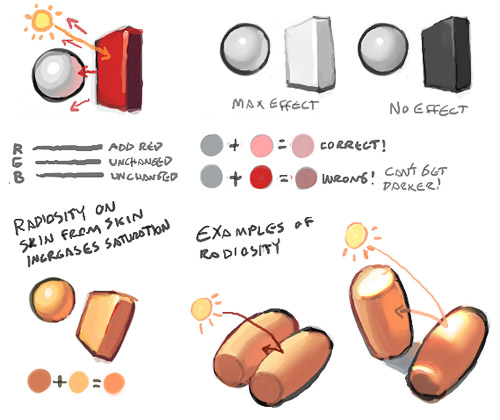 MAX EFFECT
NO EFFECT
R ADD RED
G UNCHANGED
B UNCHANGED
+ = CORRECT!
+ = WRONG! CAN'T GET
DARKER!
RADIOSITY ON
SKIN FROM SKIN
INCREASES SATURATION
+ =
EXAMPLES OF
RADIOSITY